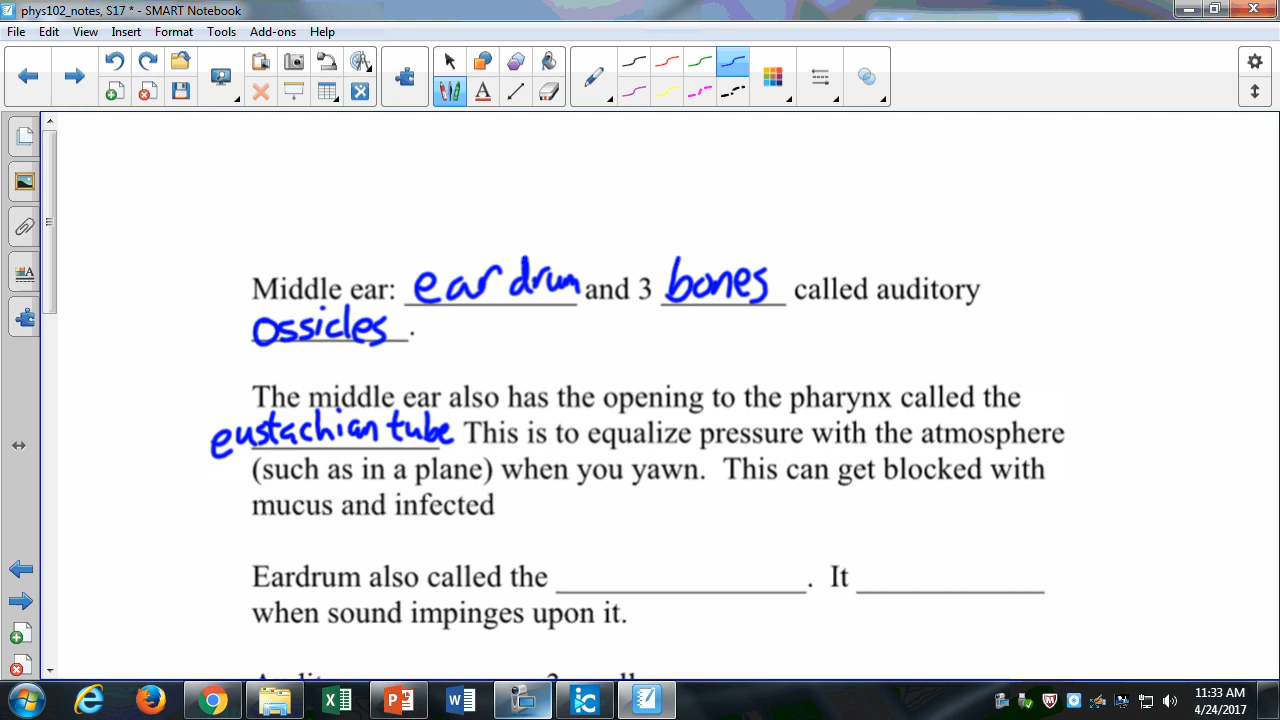 phys102_notes, S17 * - SMART Notebook
File Edit View Insert Format Tools Add-ons Help
Middle ear: ear drum and 3 bones called auditory
ossicles.
The middle ear also has the opening to the pharynx called the
eustachian tube This is to equalize pressure with the atmosphere
(such as in a plane) when you yawn. This can get blocked with
mucus and infected
Eardrum also called the ____________. It ____________
when sound impinges upon it.
11:33 AM
4/24/2017